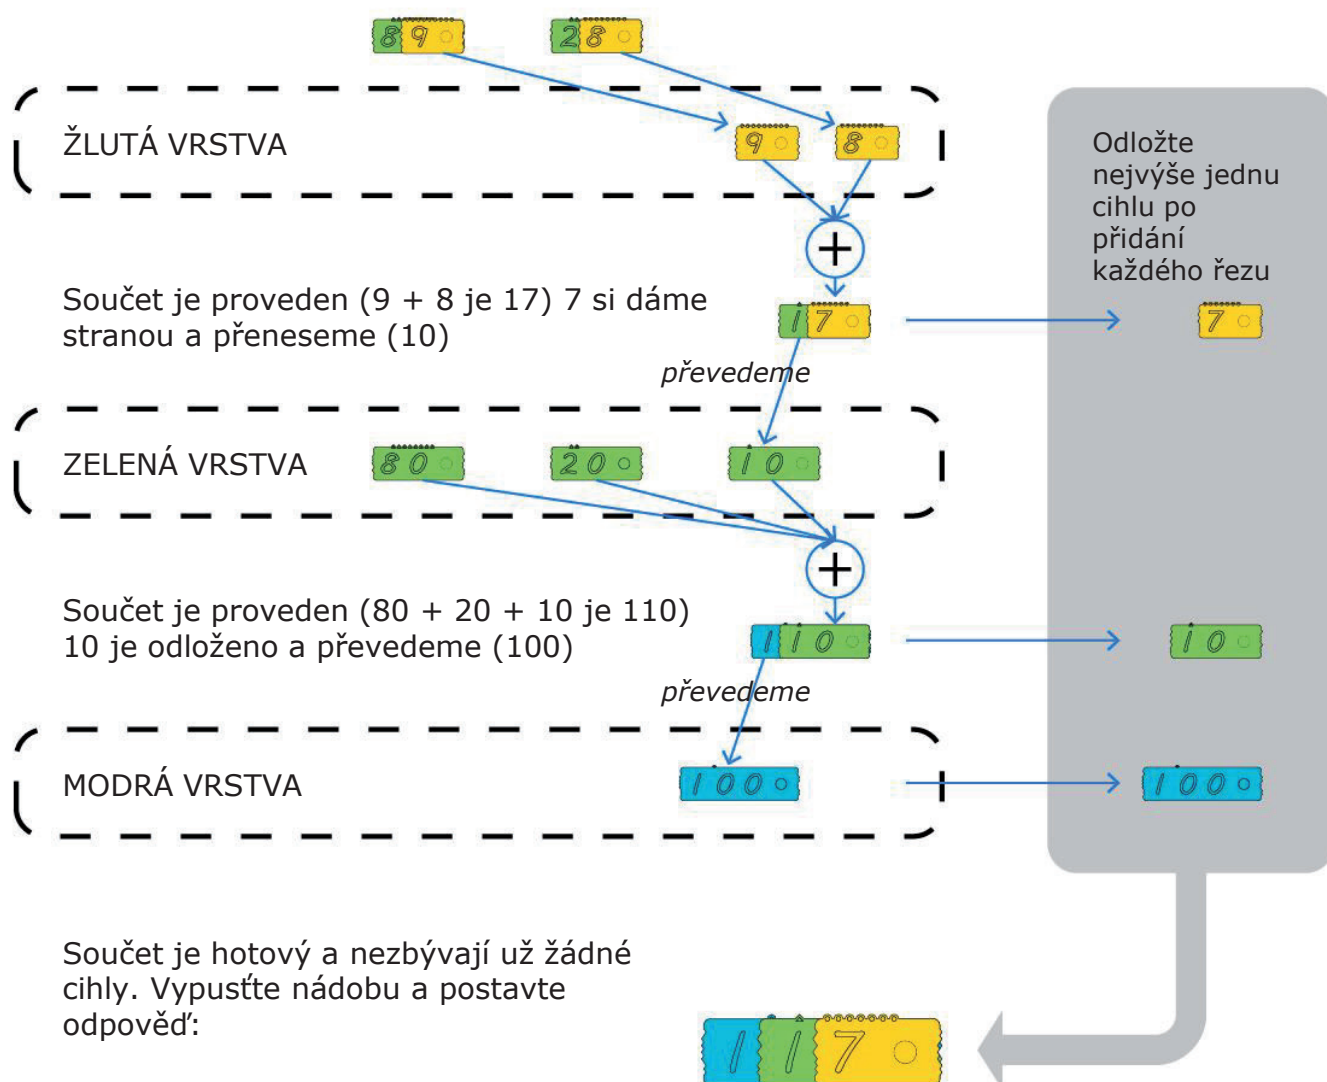 89 28
ŽLUTÁ VRSTVA
9 8
Odložte
nejvýše jednu
cihlu po
přidání
každého řezu
+
Součet je proveden (9 + 8 je 17) 7 si dáme
stranou a přeneseme (10)
17
7
převedeme
ZELENÁ VRSTVA
80 20 10
+
Součet je proveden (80 + 20 + 10 je 110)
10 je odloženo a převedeme (100)
110
10
převedeme
MODRÁ VRSTVA
100
100
Součet je hotový a nezbývají už žádné
cihly. Vypusťte nádobu a postavte
odpověď:
117